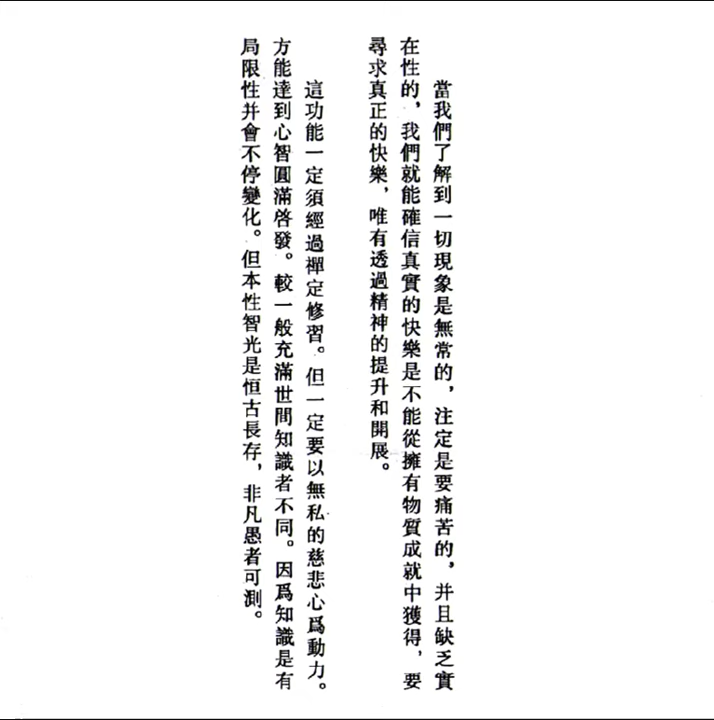 當我們了解到一切現象是無常的，注定是要痛苦的，并且缺乏實
在性的，我們就能確信真實的快樂是不能從擁有物質成就中獲得，要
尋求真正的快樂，唯有透過精神的提升和開展。
這功能一定須經過禪定修習。但一定要以無私的慈悲心爲動力。
方能達到心智圓滿啓發。較一般充滿世間知識者不同。因爲知識是有
局限性并會不停變化。但本性智光是恒古長存，非凡愚者可測。